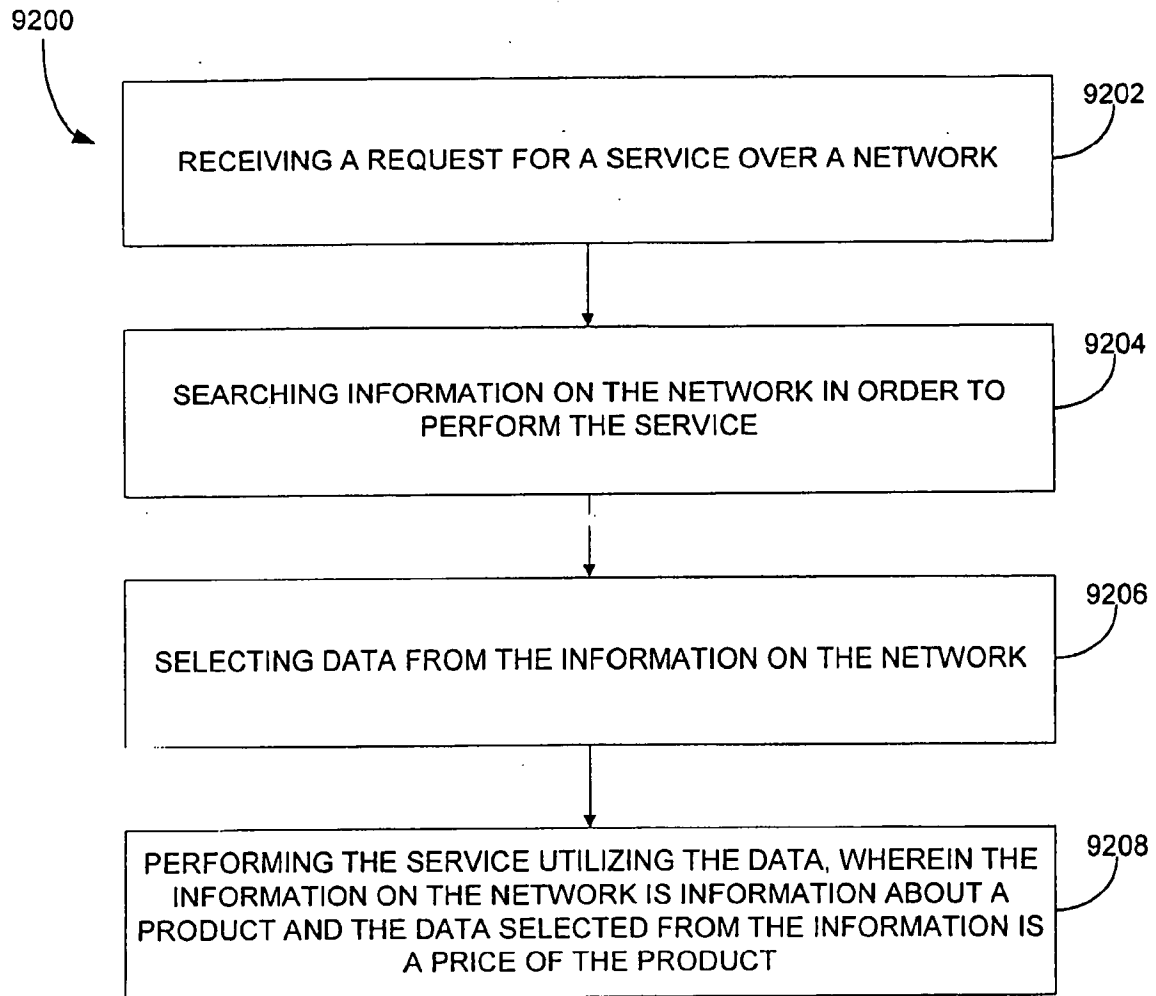 9200
9202
RECEIVING A REQUEST FOR A SERVICE OVER A NETWORK
9204
SEARCHING INFORMATION ON THE NETWORK IN ORDER TO
PERFORM THE SERVICE
9206
SELECTING DATA FROM THE INFORMATION ON THE NETWORK
9208
PERFORMING THE SERVICE UTILIZING THE DATA, WHEREIN THE
INFORMATION ON THE NETWORK IS INFORMATION ABOUT A
PRODUCT AND THE DATA SELECTED FROM THE INFORMATION IS
A PRICE OF THE PRODUCT